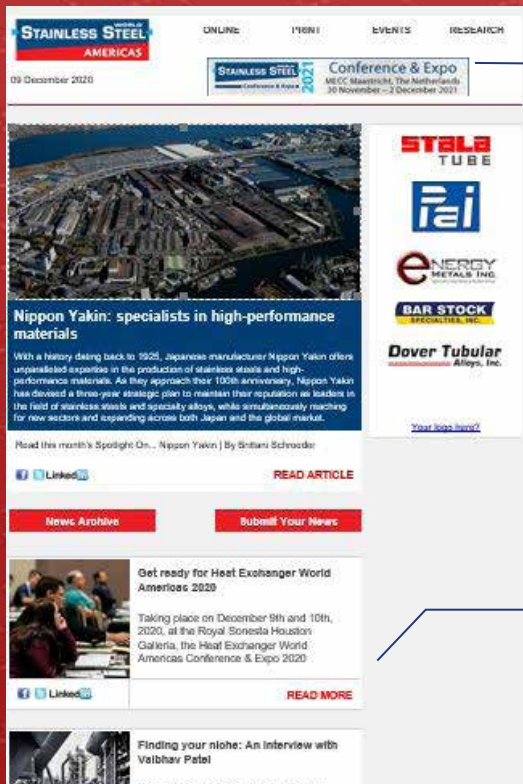 STAINLESS STEEL
WORLD
AMERICAS
ONLINE PRINT EVENTS RESEARCH
09 December 2020
STAINLESS STEEL
Conference & Expo
2021
Conference & Expo
MECC Maastricht, The Netherlands
30 November – 2 December 2021
STALA
TUBE
Pai
ENERGY
METALS INC
BAR STOCK
SPECIALTIES, INC.
Dover Tubular
Alloys, Inc.
Your logo here?
Nippon Yakin: specialists in high-performance
materials
With a history dating back to 1925, Japanese manufacturer Nippon Yakin offers
unparalleled expertise in the production of stainless steels and high-
performance materials. As they approach their 100th anniversary, Nippon Yakin
has devised a three-year strategic plan to maintain their reputation as leaders in
the field of stainless steels and specialty alloys, while simultaneously reaching
for new sectors and expanding across both Japan and the global market.
Read this month's Spotlight On... Nippon Yakin | By Brittani Schroeder
LinkedIn READ ARTICLE
News Archive Submit Your News
Get ready for Heat Exchanger World
Americas 2020
Taking place on December 9th and 10th,
2020, at the Royal Sonesta Houston
Galleria, the Heat Exchanger World
Americas Conference & Expo 2020
LinkedIn READ MORE
Finding your niche: An interview with
Vaibhav Patel